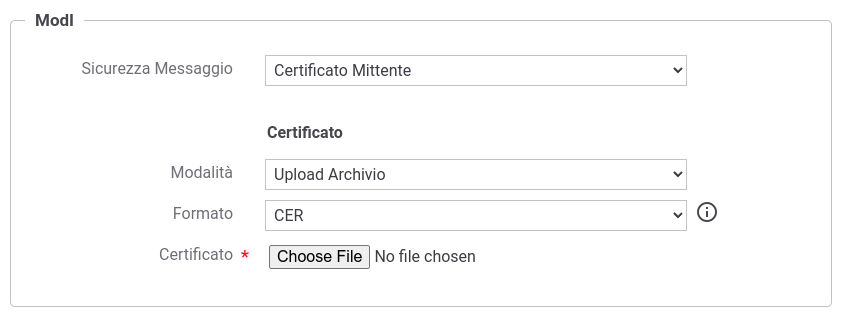 ModI
Sicurezza Messaggio Certificato Mittente
Certificato
Modalità Upload Archivio
Formato CER
Certificato * Choose File No file chosen